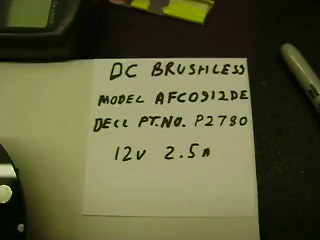 DC BRUSHLESS
MODEL AFC0912DE
DELL PT.NO. P2780
12V 2.5A